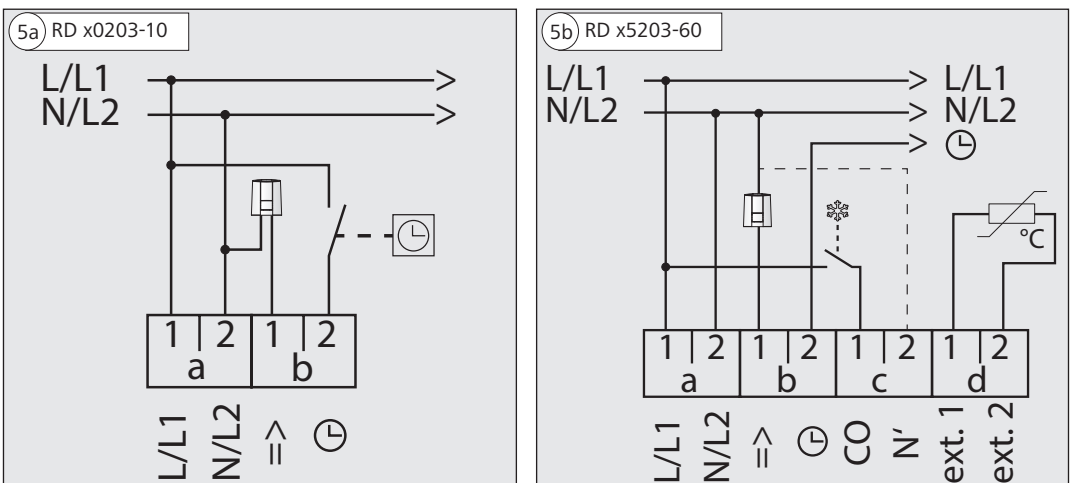 5a RD x0203-10
L/L1
N/L2
1 2 1 2
a b
L/L1 N/L2 =>
5b RD x5203-60
L/L1 L/L1
N/L2 N/L2
°C
1 2 1 2 1 2 1 2
a b c d
L/L1 N/L2 => CO N‘ ext. 1 ext. 2